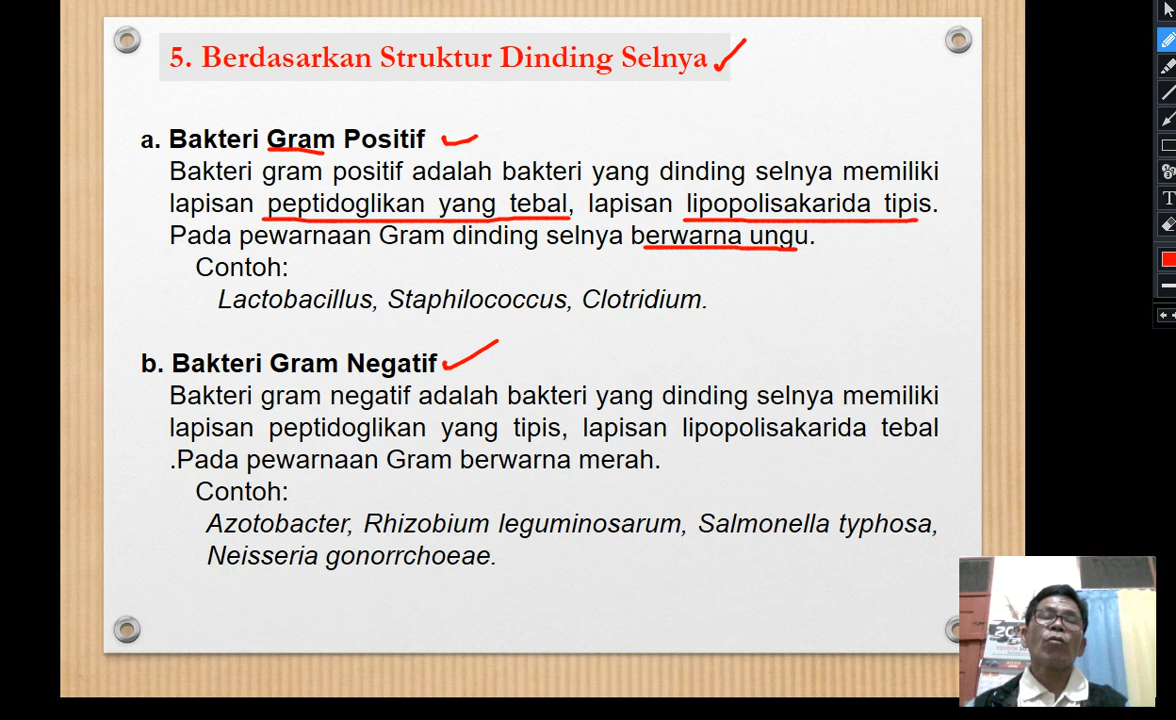 5. Berdasarkan Struktur Dinding Selnya
a. Bakteri Gram Positif
Bakteri gram positif adalah bakteri yang dinding selnya memiliki
lapisan peptidoglikan yang tebal, lapisan lipopolisakarida tipis.
Pada pewarnaan Gram dinding selnya berwarna ungu.
Contoh:
Lactobacillus, Staphilococcus, Clotridium.
b. Bakteri Gram Negatif
Bakteri gram negatif adalah bakteri yang dinding selnya memiliki
lapisan peptidoglikan yang tipis, lapisan lipopolisakarida tebal
.Pada pewarnaan Gram berwarna merah.
Contoh:
Azotobacter, Rhizobium leguminosarum, Salmonella typhosa,
Neisseria gonorrchoeae.